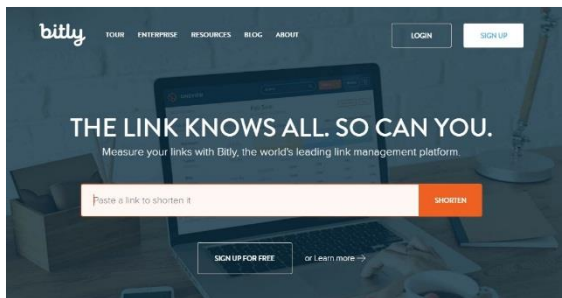 bitly
TOUR ENTERPRISE RESOURCES BLOG ABOUT
LOGIN
SIGN UP
THE LINK KNOWS ALL. SO CAN YOU.
Measure your links with Bitly, the world's leading link management platform.
Paste a link to shorten it
SHORTEN
SIGN UP FOR FREE
or Learn more →